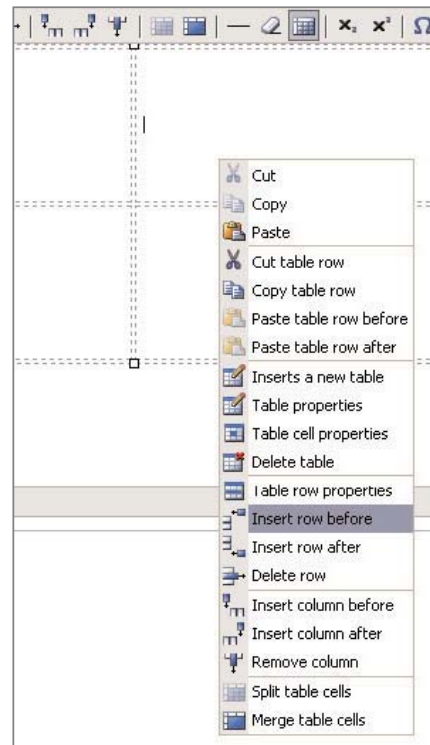 x₂ x² Ω
Cut
Copy
Paste
Cut table row
Copy table row
Paste table row before
Paste table row after
Inserts a new table
Table properties
Table cell properties
Delete table
Table row properties
Insert row before
Insert row after
Delete row
Insert column before
Insert column after
Remove column
Split table cells
Merge table cells